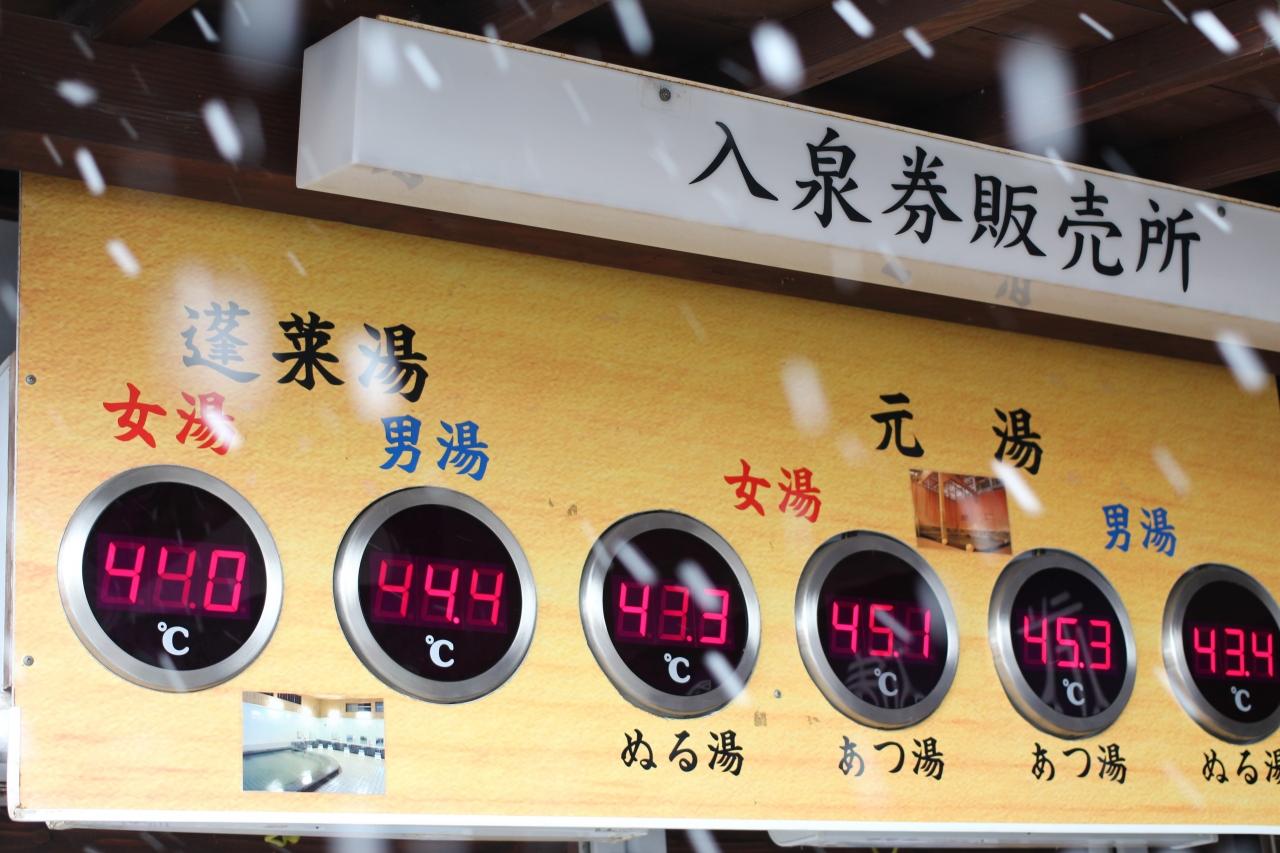 入泉券販売所
蓬莱湯
女湯 男湯
元湯
女湯 男湯
44.0 44.4 43.3 45.1 45.3 43.4
℃ ℃ ℃ ℃ ℃ ℃
ぬる湯 あつ湯 あつ湯 ぬる湯